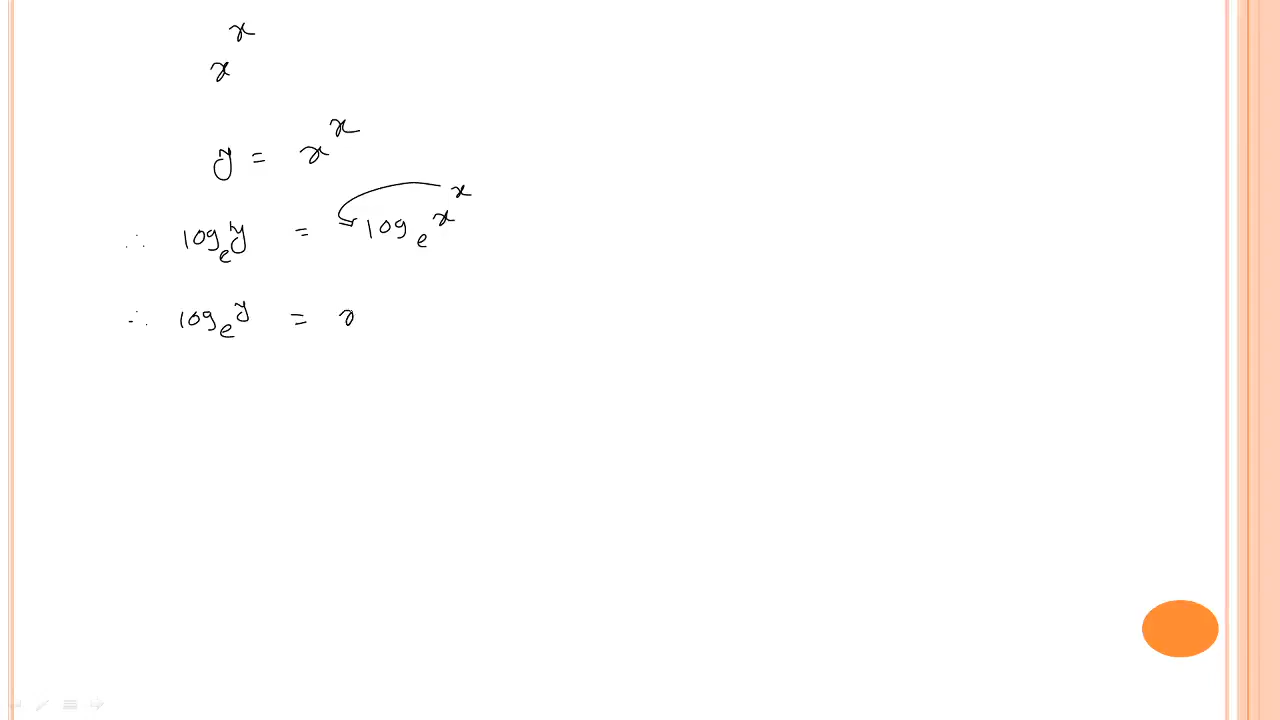 x^x
y = x^x
∴ log_e y = log_e x^x
∴ log_e y = x